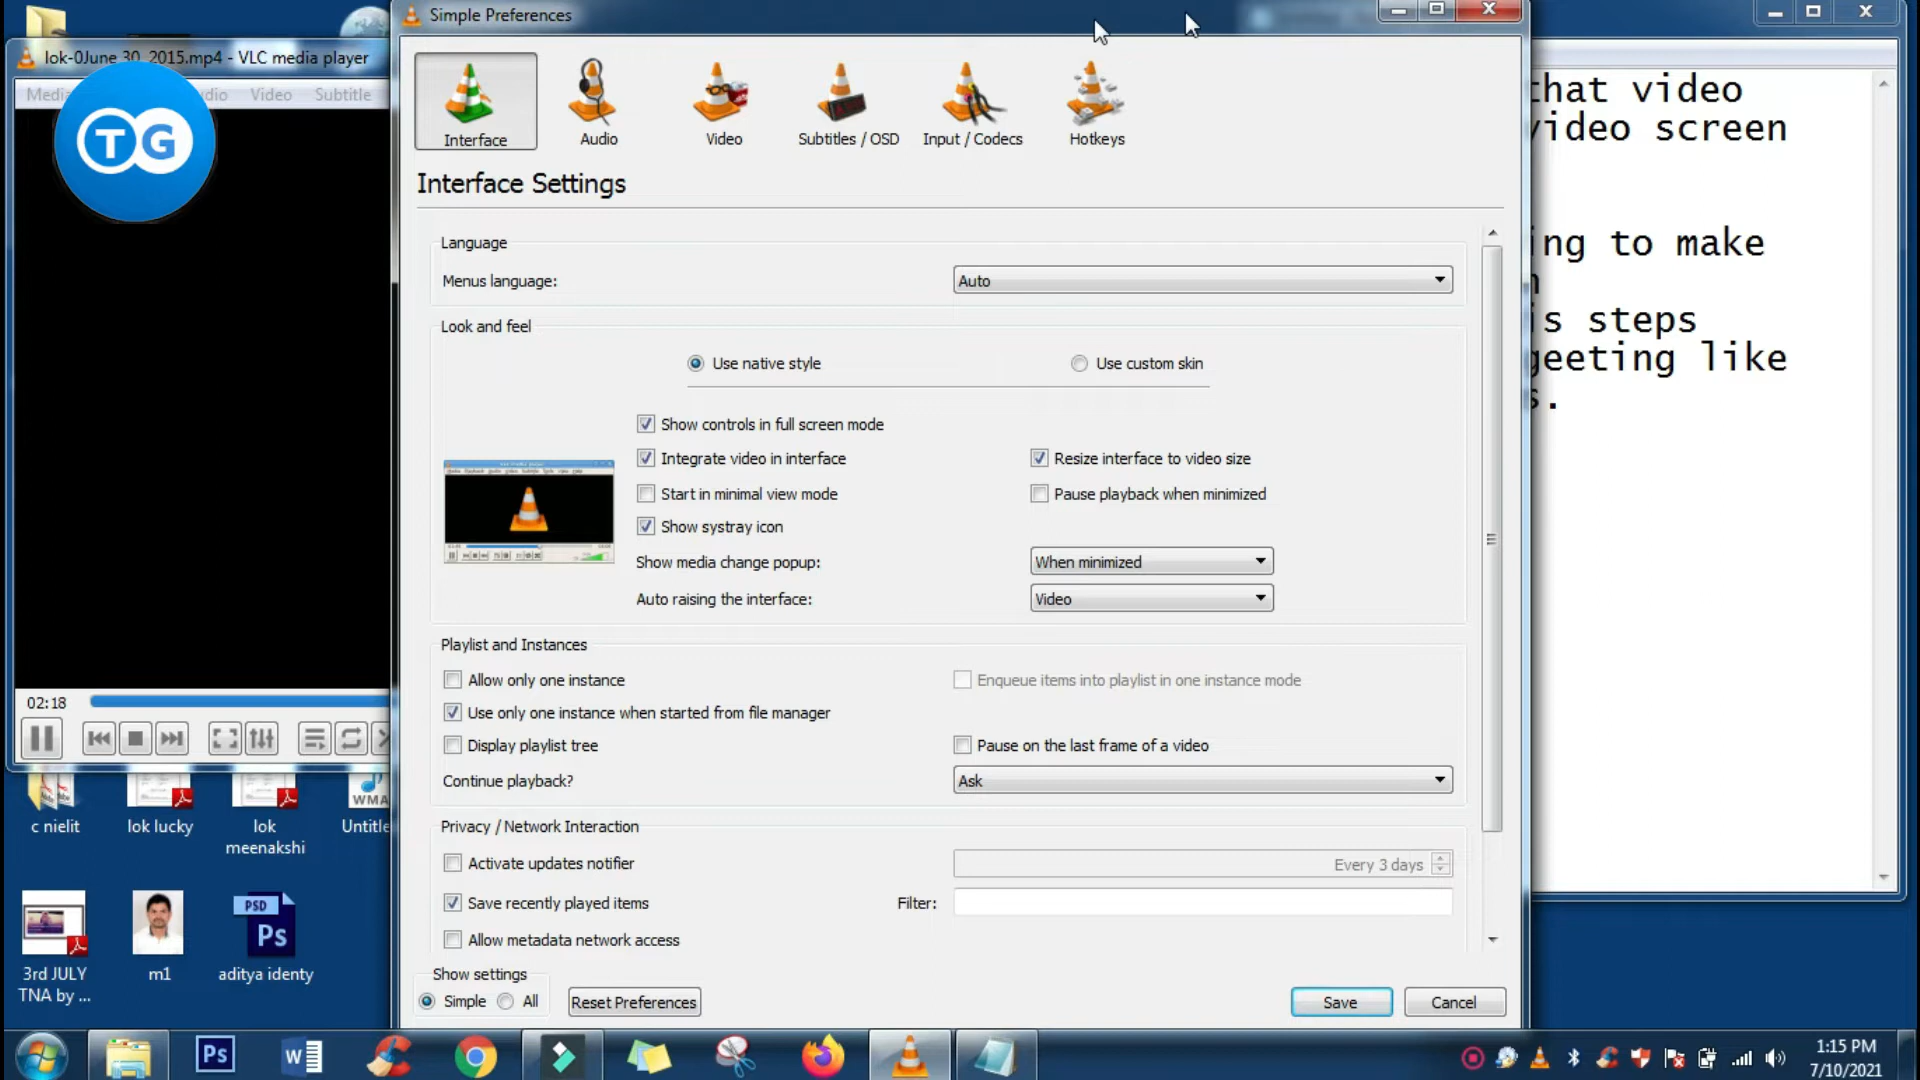 Simple Preferences
lok-0June 30, 2015.mp4 - VLC media player
Video
Subtitle
TG
Interface
Audio
Video
Subtitles / OSD
Input / Codecs
Hotkeys
Interface Settings
Language
Menus language:
Auto
Look and feel
Use native style
Use custom skin
Show controls in full screen mode
Integrate video in interface
Resize interface to video size
Start in minimal view mode
Pause playback when minimized
Show systray icon
Show media change popup:
When minimized
Auto raising the interface:
Video
Playlist and Instances
Allow only one instance
Enqueue items into playlist in one instance mode
Use only one instance when started from file manager
Display playlist tree
Pause on the last frame of a video
Continue playback?
Ask
Privacy / Network Interaction
Activate updates notifier
Every 3 days
Save recently played items
Filter:
Allow metadata network access
Show settings
Simple
All
Reset Preferences
Save
Cancel
that video
video screen
ing to make
is steps
geeting like
s.
02:18
c nielit
lok lucky
lok
meenakshi
WMA
Untitle
3rd JULY
TNA by ...
m1
PSD
Ps
aditya identy
Ps
W
1:15 PM
7/10/2021